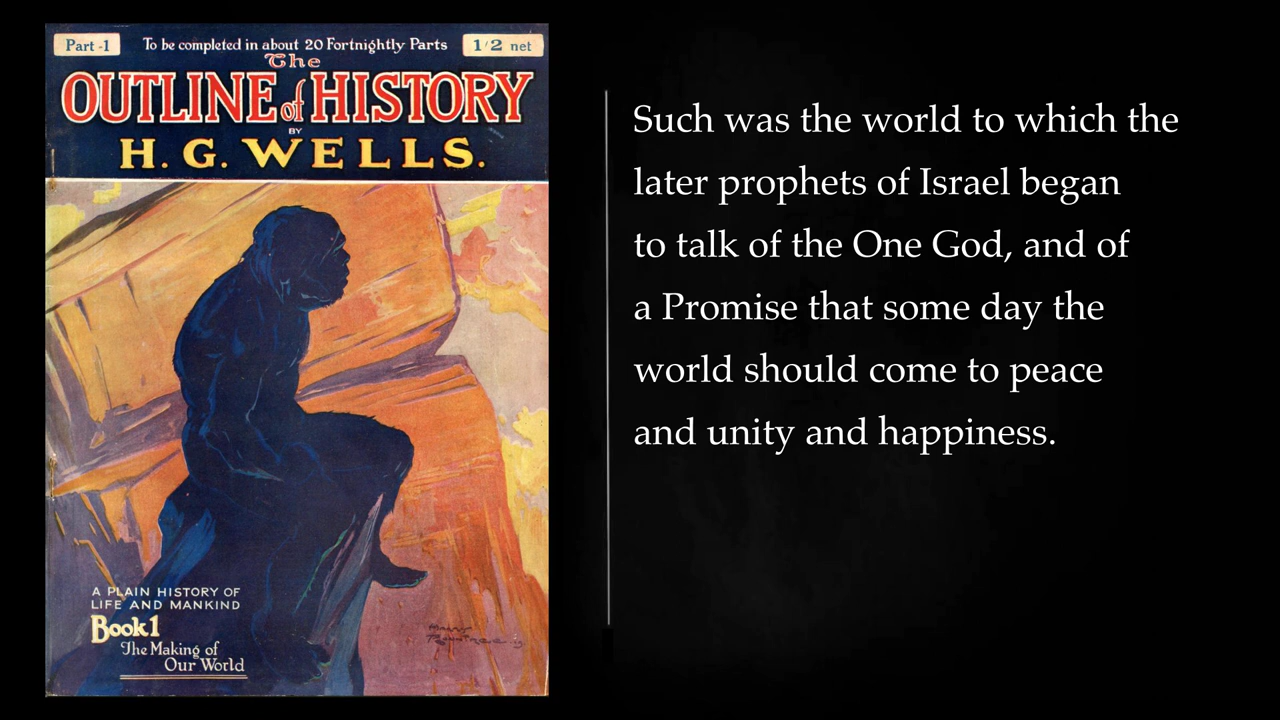 Part -1
To be completed in about 20 Fortnightly Parts
1/2 net
The
OUTLINE of HISTORY
BY
H. G. WELLS.
A PLAIN HISTORY OF
LIFE AND MANKIND
Book 1
The Making of
Our World
Such was the world to which the
later prophets of Israel began
to talk of the One God, and of
a Promise that some day the
world should come to peace
and unity and happiness.